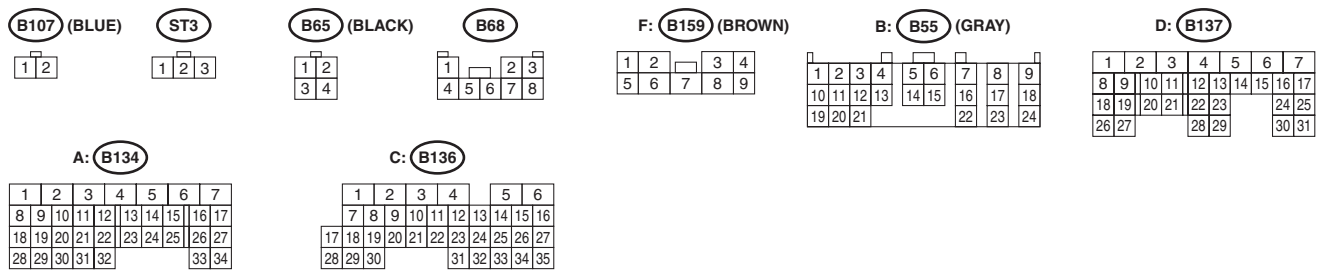 B107 (BLUE)
ST3
B65 (BLACK)
B68
F: B159 (BROWN)
B: B55 (GRAY)
D: B137
1 2
1 2 3
1 2
3 4
1 2 3
4 5 6 7 8
1 2 3 4
5 6 7 8 9
1 2 3 4 5 6 7 8 9
10 11 12 13 14 15 16 17 18
19 20 21 22 23 24
1 2 3 4 5 6 7
8 9 10 11 12 13 14 15 16 17
18 19 20 21 22 23 24 25
26 27 28 29 30 31
A: B134
C: B136
1 2 3 4 5 6 7
8 9 10 11 12 13 14 15 16 17
18 19 20 21 22 23 24 25 26 27
28 29 30 31 32 33 34
1 2 3 4 5 6
7 8 9 10 11 12 13 14 15 16
17 18 19 20 21 22 23 24 25 26 27
28 29 30 31 32 33 34 35